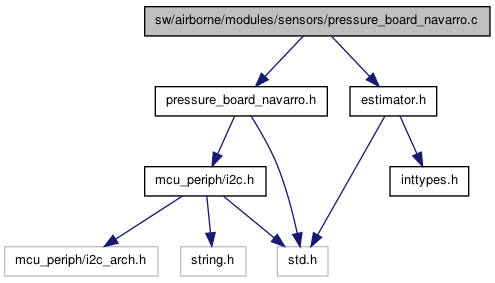 sw/airborne/modules/sensors/pressure_board_navarro.c
pressure_board_navarro.h
estimator.h
mcu_periph/i2c.h
inttypes.h
mcu_periph/i2c_arch.h
string.h
std.h